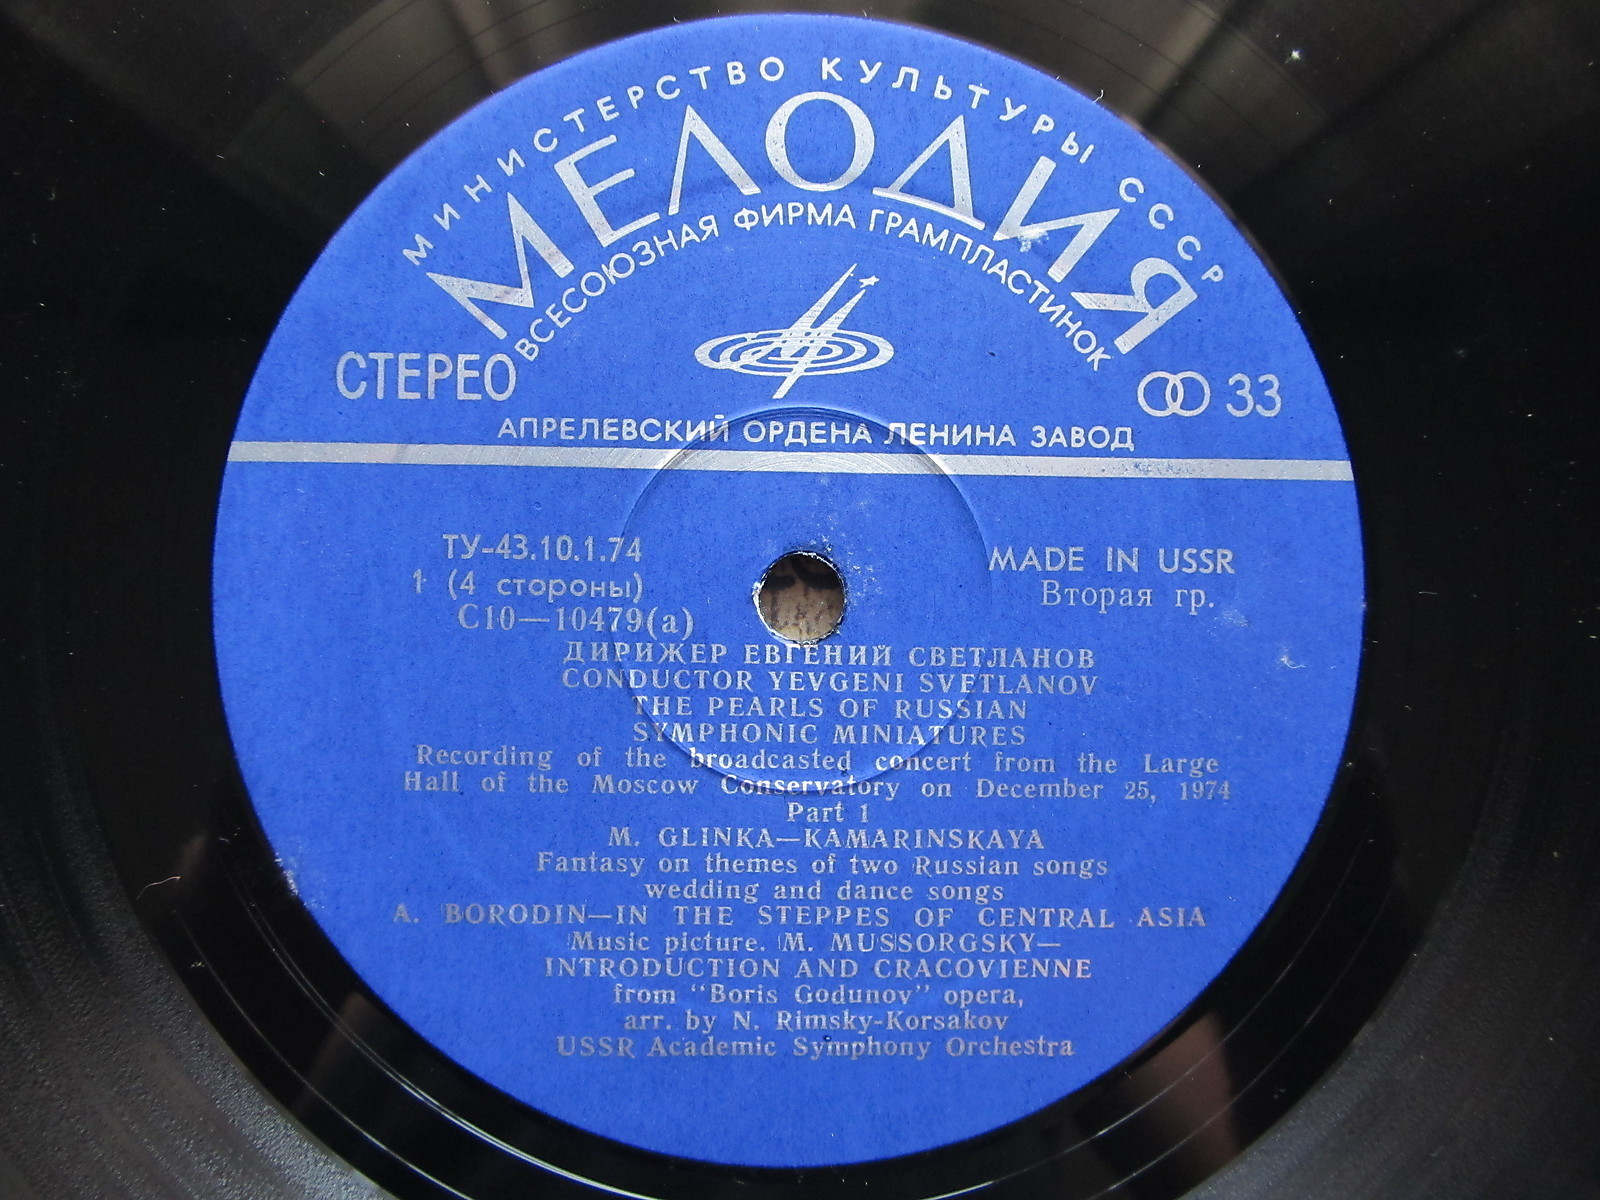 МИНИСТЕРСТВО КУЛЬТУРЫ СССР
МЕЛОДИЯ
ВСЕСОЮЗНАЯ ФИРМА ГРАМПЛАСТИНОК
СТЕРЕО
33
АПРЕЛЕВСКИЙ ОРДЕНА ЛЕНИНА ЗАВОД
ТУ-43.10.1.74
MADE IN USSR
1 (4 стороны)
Вторая гр.
С10—10479(а)
ДИРИЖЕР ЕВГЕНИЙ СВЕТЛАНОВ
CONDUCTOR YEVGENI SVETLANOV
THE PEARLS OF RUSSIAN
SYMPHONIC MINIATURES
Recording of the broadcasted concert from the Large
Hall of the Moscow Conservatory on December 25, 1974
Part 1
M. GLINKA—KAMARINSKAYA
Fantasy on themes of two Russian songs
wedding and dance songs
A. BORODIN—IN THE STEPPES OF CENTRAL ASIA
Music picture. M. MUSSORGSKY—
INTRODUCTION AND CRACOVIENNE
from “Boris Godunov” opera,
arr. by N. Rimsky-Korsakov
USSR Academic Symphony Orchestra